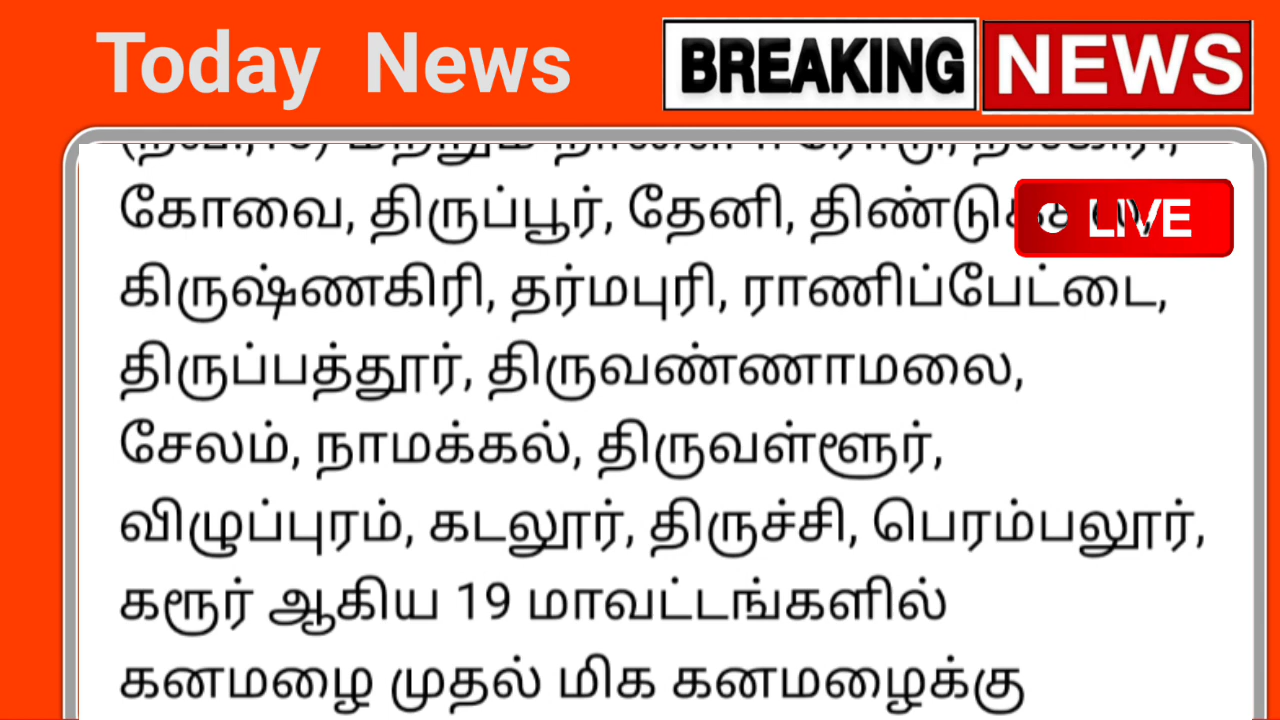 Today News
BREAKING NEWS
கோவை, திருப்பூர், தேனி,
LIVE
கிருஷ்ணகிரி, தர்மபுரி, ராணிப்பேட்டை,
திருப்பத்தூர், திருவண்ணாமலை,
சேலம், நாமக்கல், திருவள்ளூர்,
விழுப்புரம், கடலூர், திருச்சி, பெரம்பலூர்,
கரூர் ஆகிய 19 மாவட்டங்களில்
கனமழை முதல் மிக கனமழைக்கு